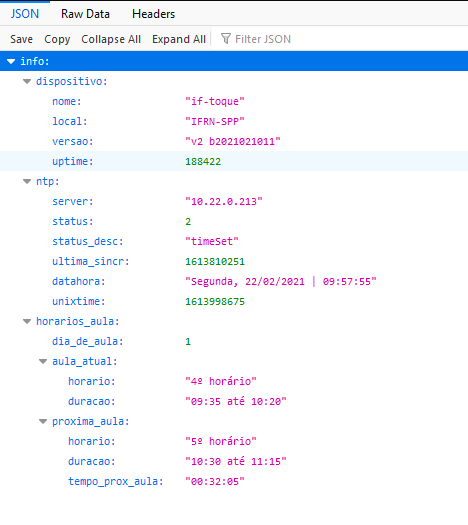 JSON Raw Data Headers
Save Copy Collapse All Expand All Filter JSON
info:
dispositivo:
nome: "if-toque"
local: "IFRN-SPP"
versao: "v2 b2021021011"
uptime: 188422
ntp:
server: "10.22.0.213"
status: 2
status_desc: "timeSet"
ultima_sincr: 1613810251
datahora: "Segunda, 22/02/2021 | 09:57:55"
unixtime: 1613998675
horarios_aula:
dia_de_aula: 1
aula_atual:
horario: "4º horário"
duracao: "09:35 até 10:20"
proxima_aula:
horario: "5º horário"
duracao: "10:30 até 11:15"
tempo_prox_aula: "00:32:05"